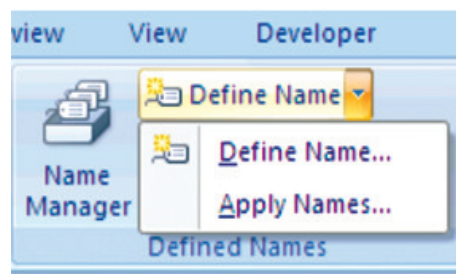 view View Developer
Define Name
Define Name...
Name
Apply Names...
Manager
Defined Names